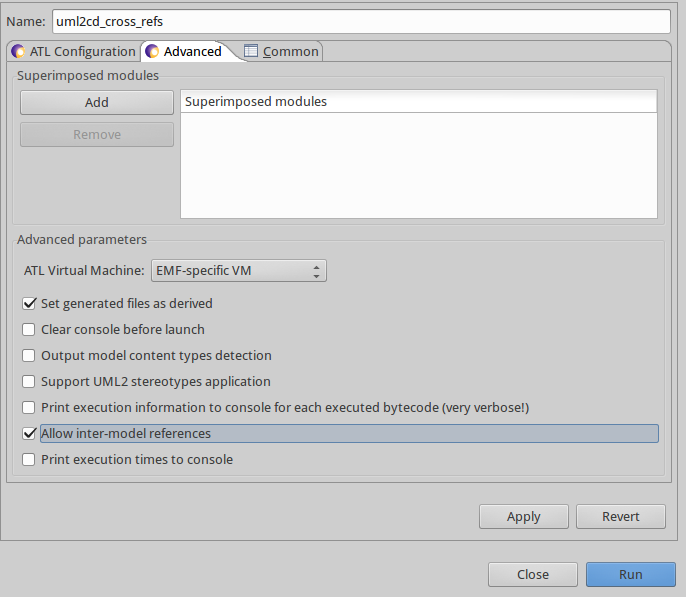 Name: uml2cd_cross_refs
ATL Configuration Advanced Common
Superimposed modules
Add
Superimposed modules
Remove
Advanced parameters
ATL Virtual Machine: EMF-specific VM
Set generated files as derived
Clear console before launch
Output model content types detection
Support UML2 stereotypes application
Print execution information to console for each executed bytecode (very verbose!)
Allow inter-model references
Print execution times to console
Apply Revert
Close Run